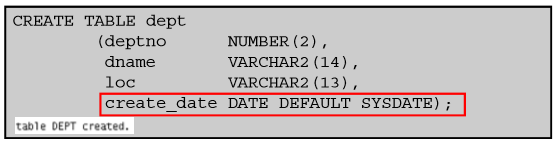 CREATE TABLE dept
(deptno NUMBER(2),
dname VARCHAR2(14),
loc VARCHAR2(13),
create_date DATE DEFAULT SYSDATE);
table DEPT created.